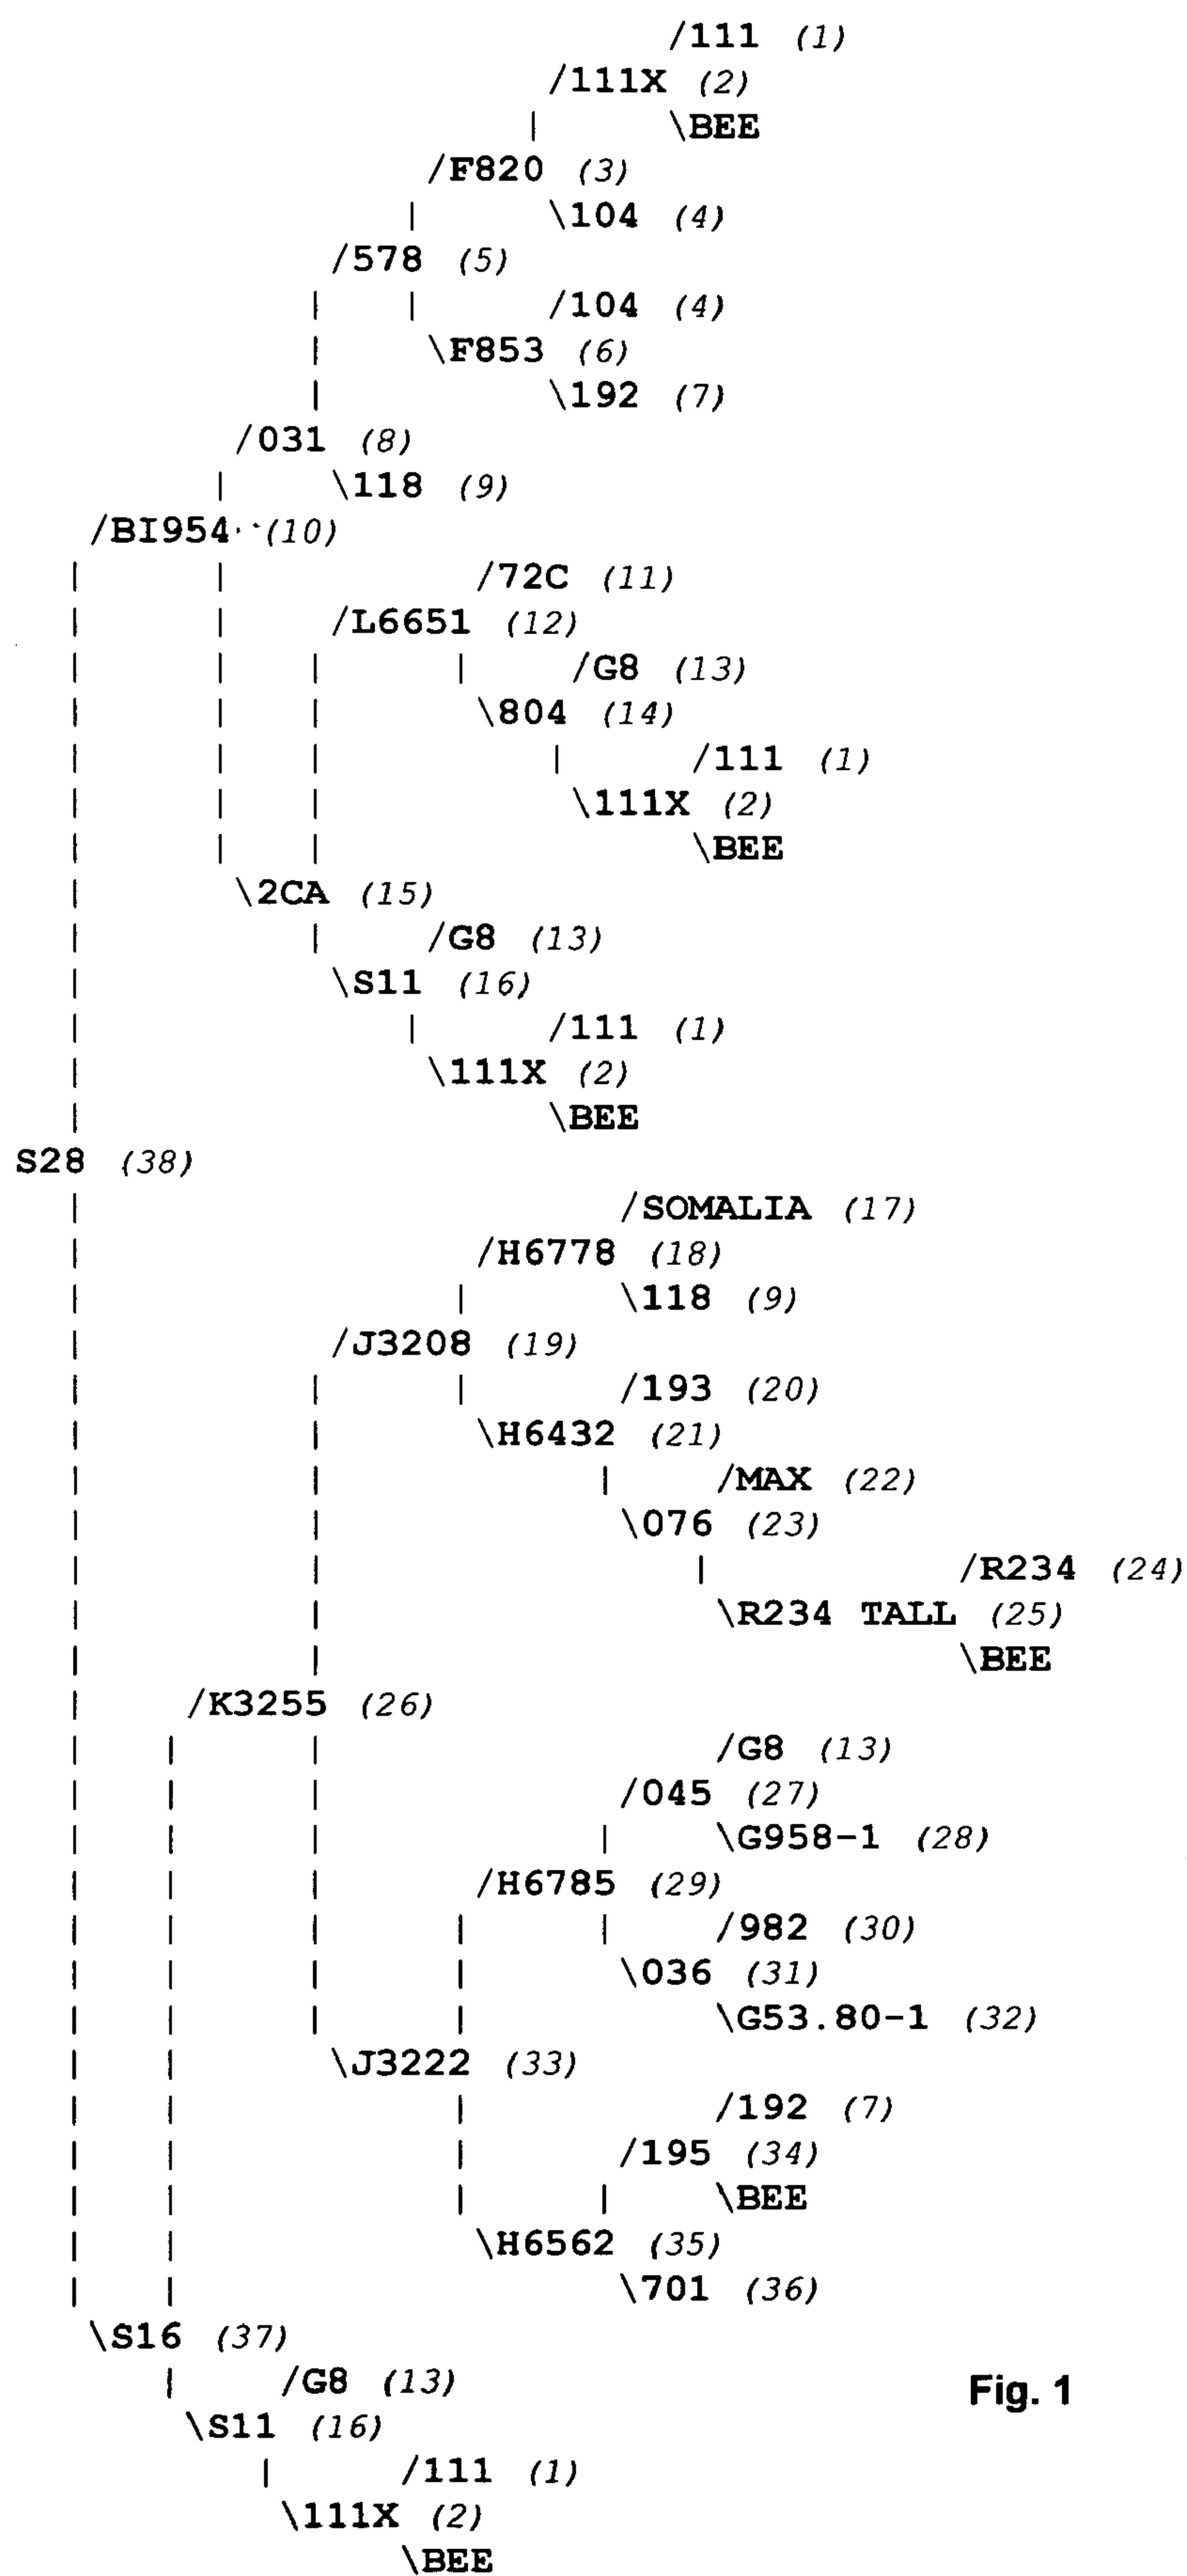 /111 (1)
/111X (2)
| \BEE
/F820 (3)
| \104 (4)
/578 (5)
| | /104 (4)
| \F853 (6)
| \192 (7)
/031 (8)
| \118 (9)
/BI954 (10)
| | /72C (11)
| | /L6651 (12)
| | | | /G8 (13)
| | | \804 (14)
| | | | /111 (1)
| | | \111X (2)
| | | \BEE
| \2CA (15)
| | /G8 (13)
| \S11 (16)
| | /111 (1)
| \111X (2)
| \BEE
S28 (38)
| /SOMALIA (17)
| /H6778 (18)
| | \118 (9)
| /J3208 (19)
| | | /193 (20)
| | \H6432 (21)
| | | /MAX (22)
| | \076 (23)
| | | /R234 (24)
| | \R234 TALL (25)
| | \BEE
| /K3255 (26)
| | | /G8 (13)
| | | /045 (27)
| | | | \G958-1 (28)
| | | /H6785 (29)
| | | | | /982 (30)
| | | | \036 (31)
| | | | \G53.80-1 (32)
| | \J3222 (33)
| | | /192 (7)
| | | /195 (34)
| | | | \BEE
| | \H6562 (35)
| | \701 (36)
\S16 (37)
| /G8 (13)
Fig. 1
\S11 (16)
| /111 (1)
\111X (2)
\BEE